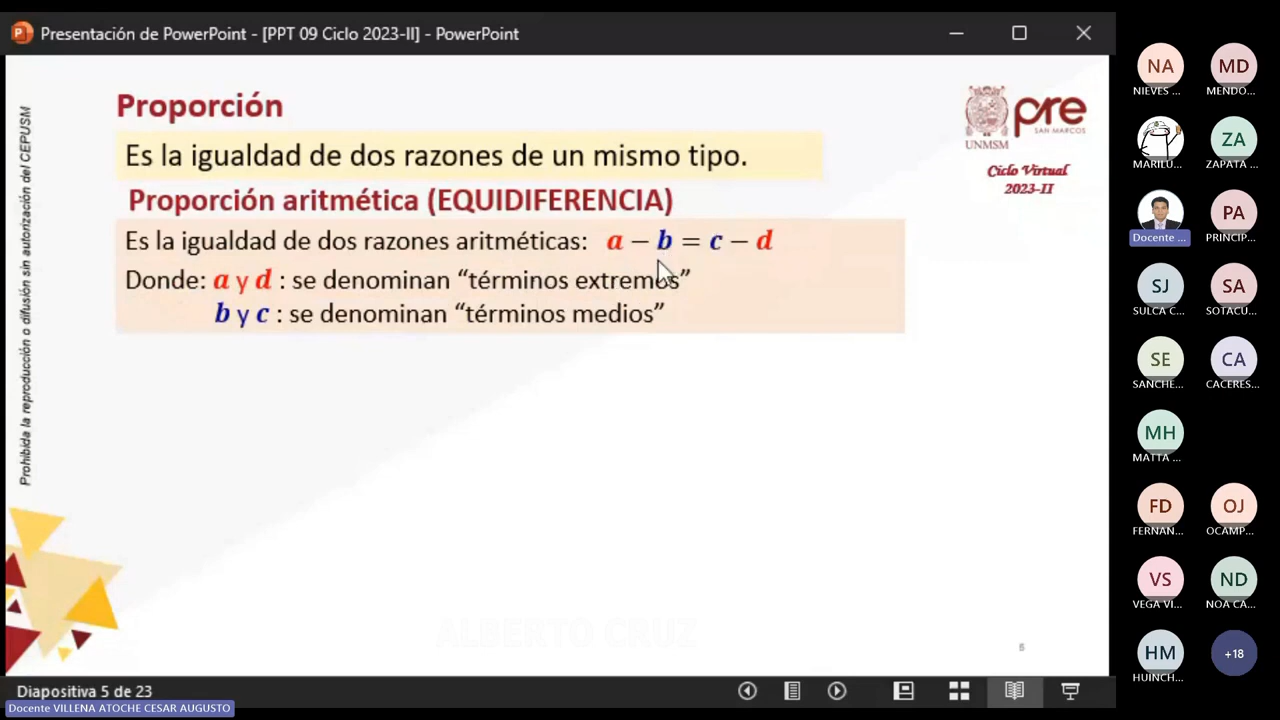 Presentación de PowerPoint - [PPT 09 Ciclo 2023-II] - PowerPoint
Prohibida la reproducción o difusión sin autorización del CEPUSM
Proporción
UNMSM
pre
SAN MARCOS
Ciclo Virtual
2023-II
Es la igualdad de dos razones de un mismo tipo.
Proporción aritmética (EQUIDIFERENCIA)
Es la igualdad de dos razones aritméticas: a − b = c − d
Donde: a y d : se denominan “términos extremos”
b y c : se denominan “términos medios”
ALBERTO CRUZ
5
Diapositiva 5 de 23
Docente VILLENA ATOCHE CESAR AUGUSTO
NA
NIEVES ...
MD
MENDO...
MARILÚ...
ZA
ZAPATA ...
Docente ...
PA
PRINCIP...
SJ
SULCA C...
SA
SOTACU...
SE
SANCHE...
CA
CACERES...
MH
MATTA ...
FD
FERNAN...
OJ
OCAMP...
VS
VEGA VI...
ND
NOA CA...
HM
HUINCH...
+18